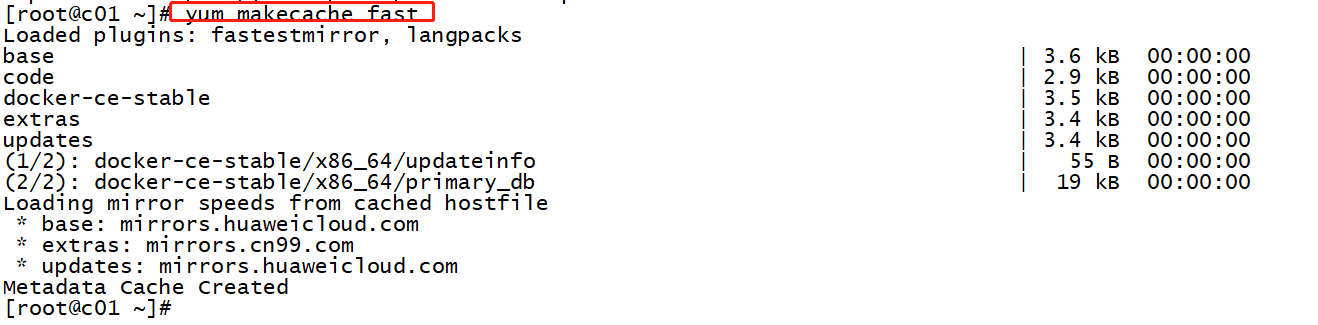 [root@c01 ~]# yum makecache fast
Loaded plugins: fastestmirror, langpacks
base | 3.6 kB 00:00:00
code | 2.9 kB 00:00:00
docker-ce-stable | 3.5 kB 00:00:00
extras | 3.4 kB 00:00:00
updates | 3.4 kB 00:00:00
(1/2): docker-ce-stable/x86_64/updateinfo | 55 B 00:00:00
(2/2): docker-ce-stable/x86_64/primary_db | 19 kB 00:00:00
Loading mirror speeds from cached hostfile
 * base: mirrors.huaweicloud.com
 * extras: mirrors.cn99.com
 * updates: mirrors.huaweicloud.com
Metadata Cache Created
[root@c01 ~]#